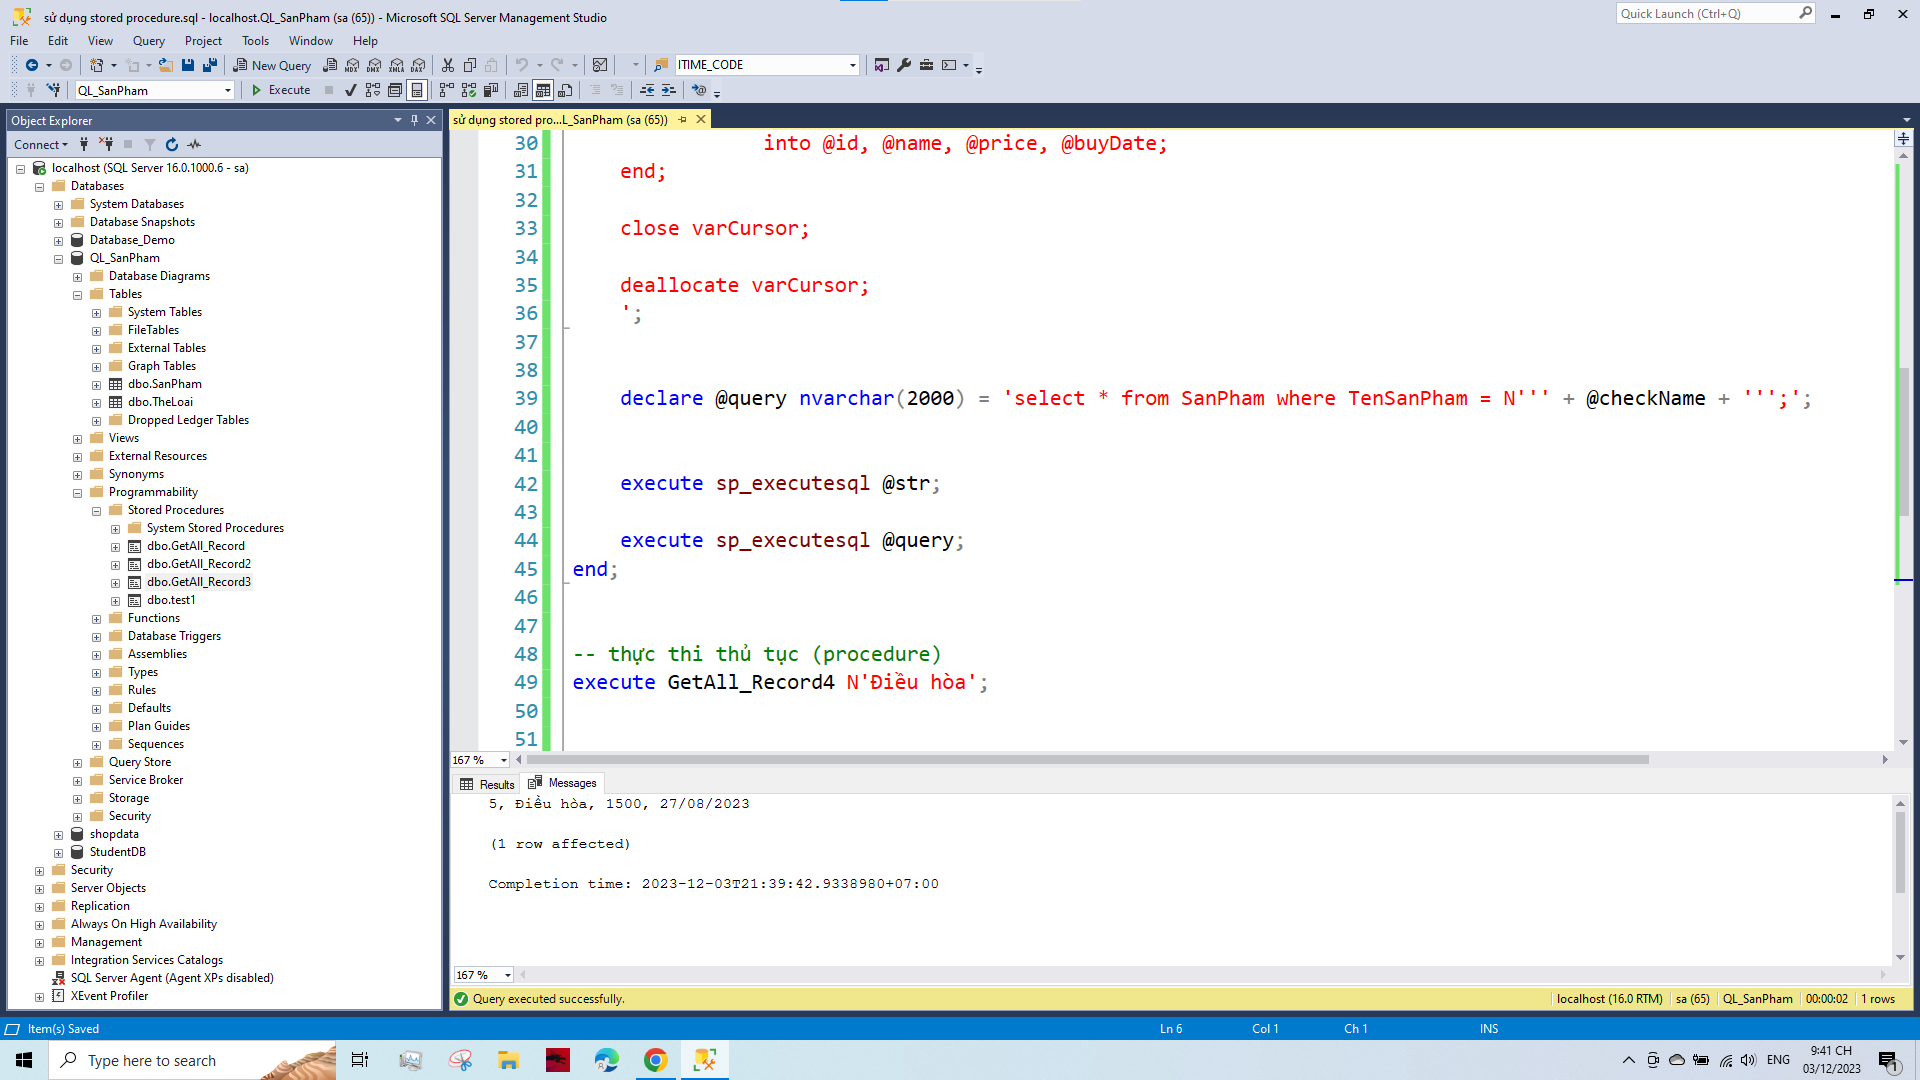 sử dụng stored procedure.sql - localhost.QL_SanPham (sa (65)) - Microsoft SQL Server Management Studio
Quick Launch (Ctrl+Q)
File Edit View Query Project Tools Window Help
New Query
MDX DMX XMLA DAX
ITIME_CODE
QL_SanPham
Execute
Object Explorer
Connect
localhost (SQL Server 16.0.1000.6 - sa)
Databases
System Databases
Database Snapshots
Database_Demo
QL_SanPham
Database Diagrams
Tables
System Tables
FileTables
External Tables
Graph Tables
dbo.SanPham
dbo.TheLoai
Dropped Ledger Tables
Views
External Resources
Synonyms
Programmability
Stored Procedures
System Stored Procedures
dbo.GetAll_Record
dbo.GetAll_Record2
dbo.GetAll_Record3
dbo.test1
Functions
Database Triggers
Assemblies
Types
Rules
Defaults
Plan Guides
Sequences
Query Store
Service Broker
Storage
Security
shopdata
StudentDB
Security
Server Objects
Replication
Always On High Availability
Management
Integration Services Catalogs
SQL Server Agent (Agent XPs disabled)
XEvent Profiler
sử dụng stored pro...L_SanPham (sa (65))
30 into @id, @name, @price, @buyDate;
31 end;
32
33 close varCursor;
34
35 deallocate varCursor;
36 ';
37
38
39 declare @query nvarchar(2000) = 'select * from SanPham where TenSanPham = N''' + @checkName + ''';';
40
41
42 execute sp_executesql @str;
43
44 execute sp_executesql @query;
45 end;
46
47
48 -- thực thi thủ tục (procedure)
49 execute GetAll_Record4 N'Điều hòa';
50
51
167 %
Results Messages
5, Điều hòa, 1500, 27/08/2023
(1 row affected)
Completion time: 2023-12-03T21:39:42.9338980+07:00
167 %
Query executed successfully. localhost (16.0 RTM) sa (65) QL_SanPham 00:00:02 1 rows
Item(s) Saved Ln 6 Col 1 Ch 1 INS
Type here to search
ENG
9:41 CH
03/12/2023
1